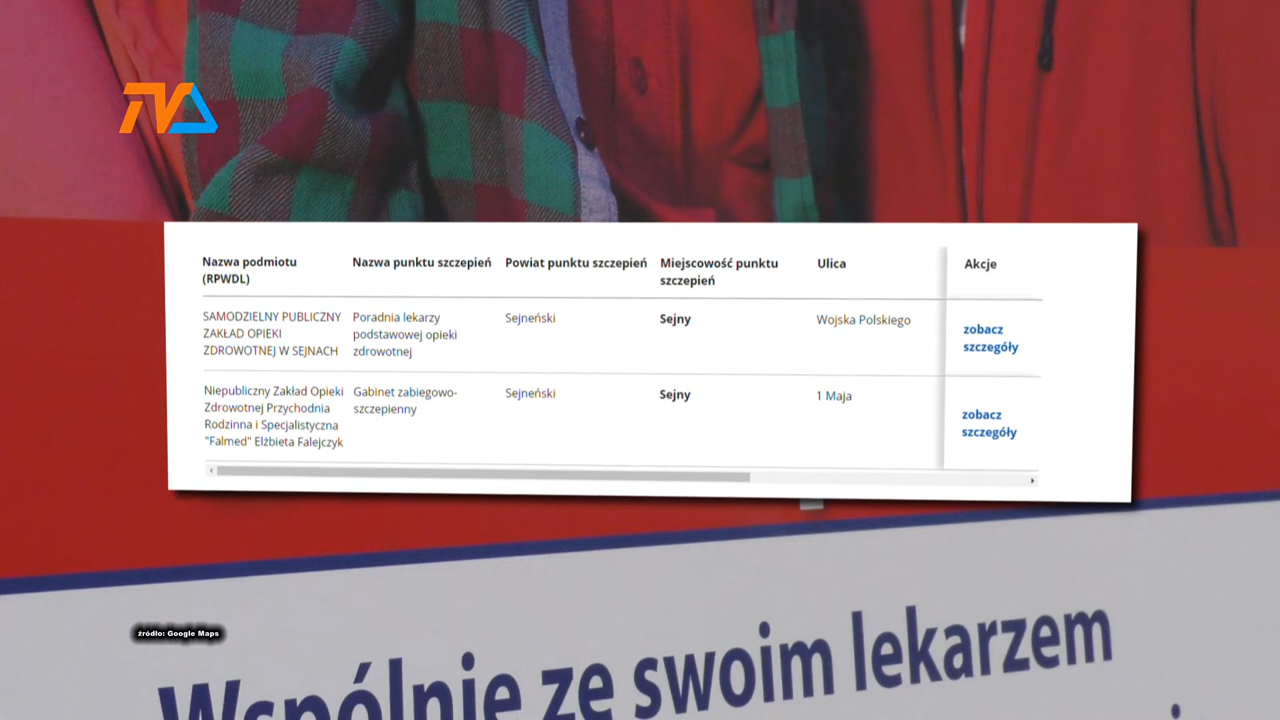 TVA
Nazwa podmiotu (RPWDL) Nazwa punktu szczepień Powiat punktu szczepień Miejscowość punktu szczepień Ulica Akcje
SAMODZIELNY PUBLICZNY ZAKŁAD OPIEKI ZDROWOTNEJ W SEJNACH Poradnia lekarzy podstawowej opieki zdrowotnej Sejneński Sejny Wojska Polskiego zobacz szczegóły
Niepubliczny Zakład Opieki Zdrowotnej Przychodnia Rodzinna i Specjalistyczna "Falmed" Elżbieta Falejczyk Gabinet zabiegowo-szczepienny Sejneński Sejny 1 Maja zobacz szczegóły
źródło: Google Maps
Wspólnie ze swoim lekarzem